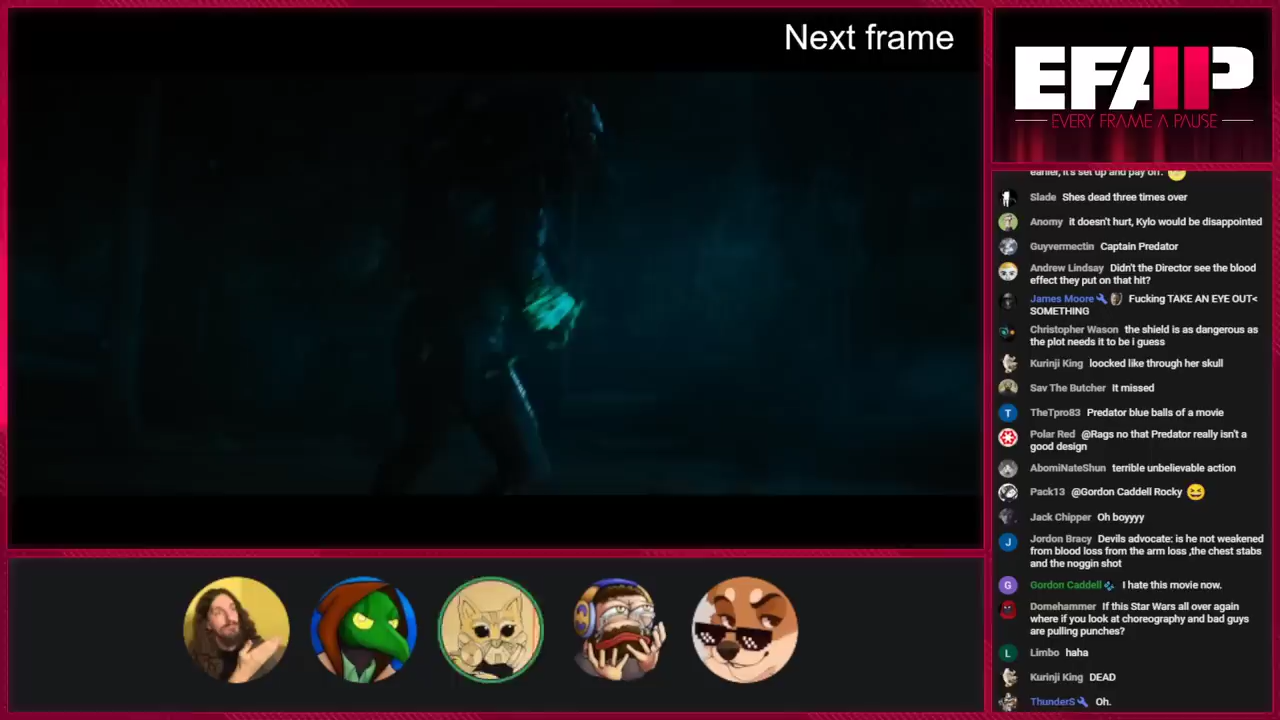 Next frame
EFAP
EVERY FRAME A PAUSE
earlier, it's set up and pay off.
Slade Shes dead three times over
Anomy it doesn't hurt, Kylo would be disappointed
Guyvermectin Captain Predator
Andrew Lindsay Didn't the Director see the blood
effect they put on that hit?
James Moore Fucking TAKE AN EYE OUT<
SOMETHING
Christopher Wason the shield is as dangerous as
the plot needs it to be i guess
Kurinji King loocked like through her skull
Sav The Butcher It missed
T TheTpro83 Predator blue balls of a movie
Polar Red @Rags no that Predator really isn't a
good design
AbomiNateShun terrible unbelievable action
Pack13 @Gordon Caddell Rocky
Jack Chipper Oh boyyyy
J Jordon Bracy Devils advocate: is he not weakened
from blood loss from the arm loss ,the chest stabs
and the noggin shot
G Gordon Caddell I hate this movie now.
Domehammer If this Star Wars all over again
where if you look at choreography and bad guys
are pulling punches?
L Limbo haha
Kurinji King DEAD
ThunderS Oh.